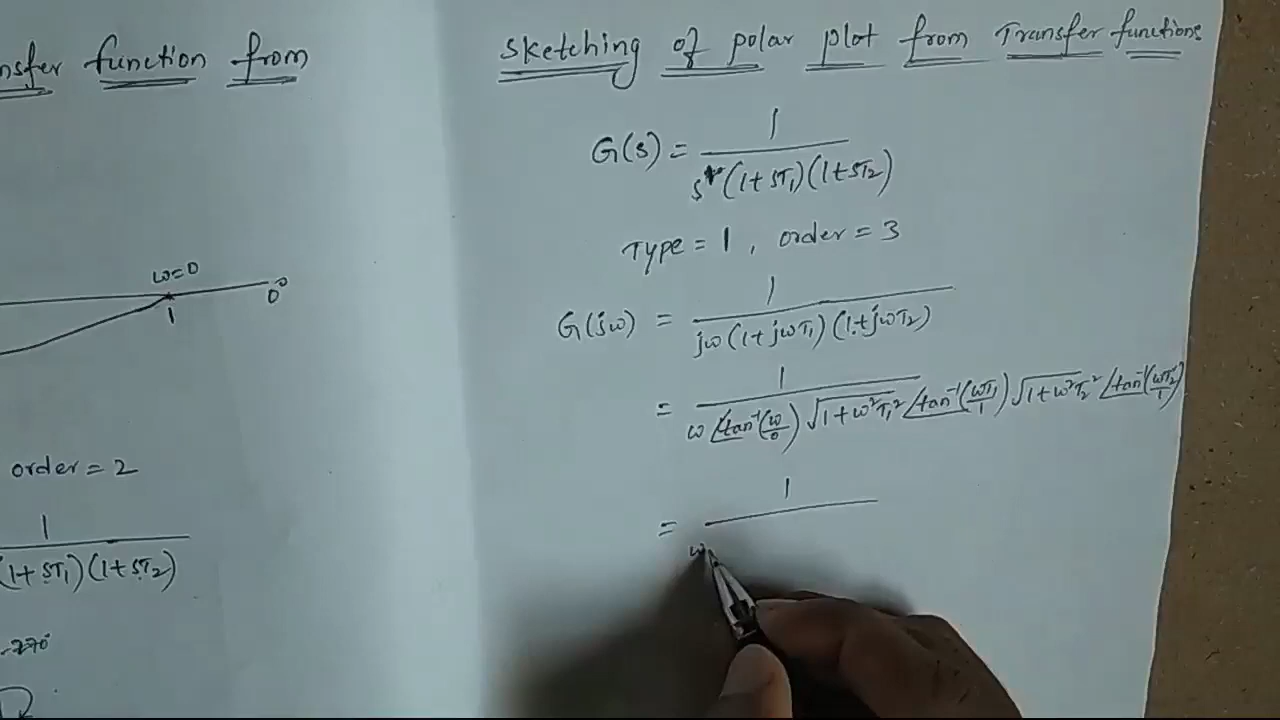 nsfer function from
ω=0
0°
1
order = 2
1
(1+ST₁)(1+ST₂)
-270°
Sketching of polar plot from Transfer functions
G(s) = 1
s (1+ST₁)(1+ST₂)
Type = 1 , order = 3
G(jω) = 1
jω (1+jωT₁) (1+jωT₂)
= 1
ω ∠tan⁻¹(ω/0) √1+ω²T₁² ∠tan⁻¹(ωT₁/1) √1+ω²T₂² ∠tan⁻¹(ωT₂/1)
= 1
ω